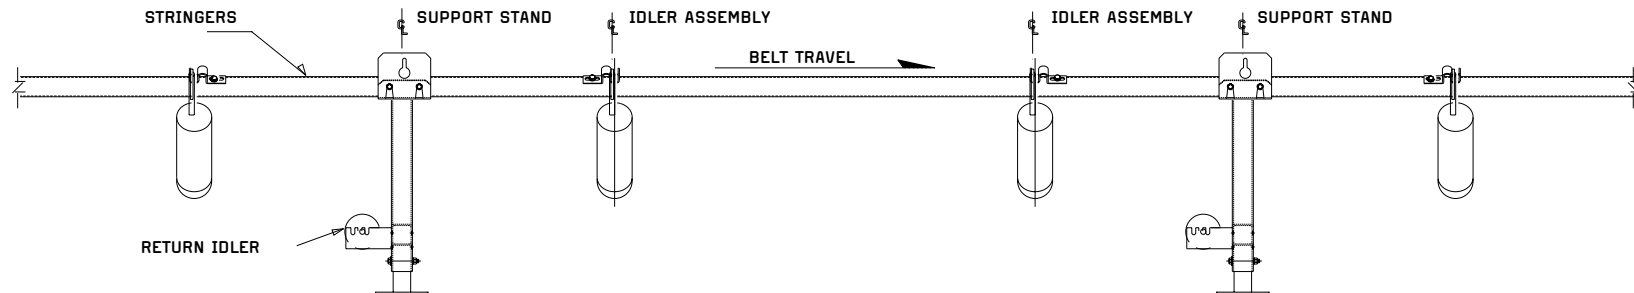 STRINGERS
SUPPORT STAND
IDLER ASSEMBLY
IDLER ASSEMBLY
SUPPORT STAND
BELT TRAVEL
RETURN IDLER